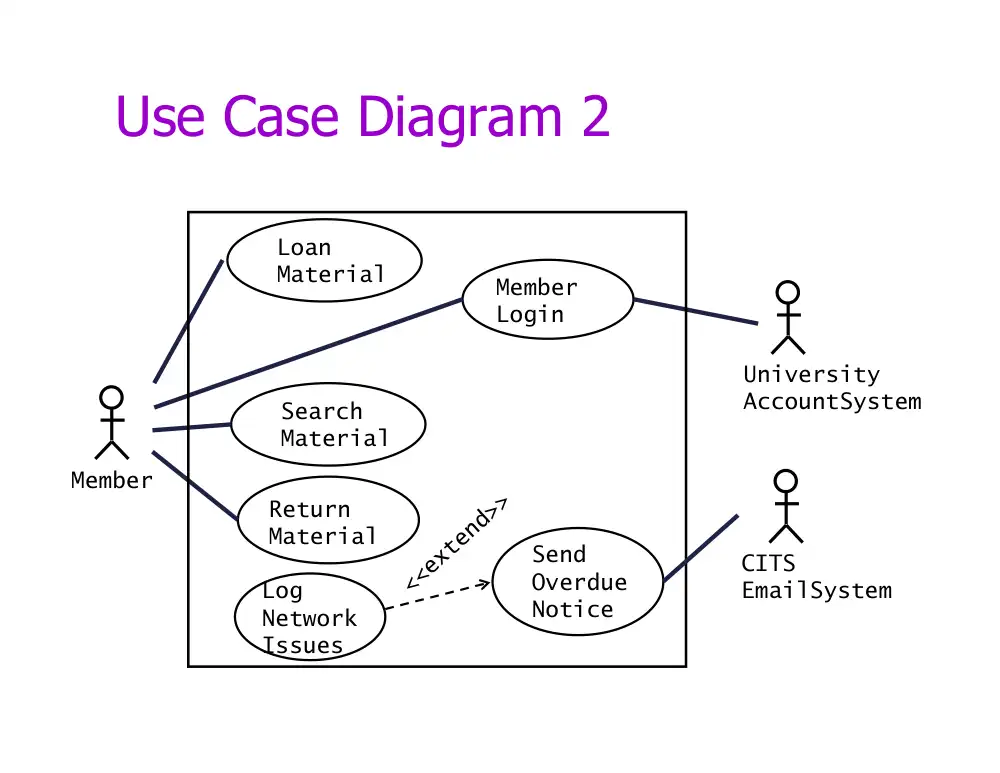 Use Case Diagram 2
Loan
Material
Member
Login
University
AccountSystem
Search
Material
Member
Return
Material
<<extend>>
Send
Overdue
Notice
CITS
EmailSystem
Log
Network
Issues